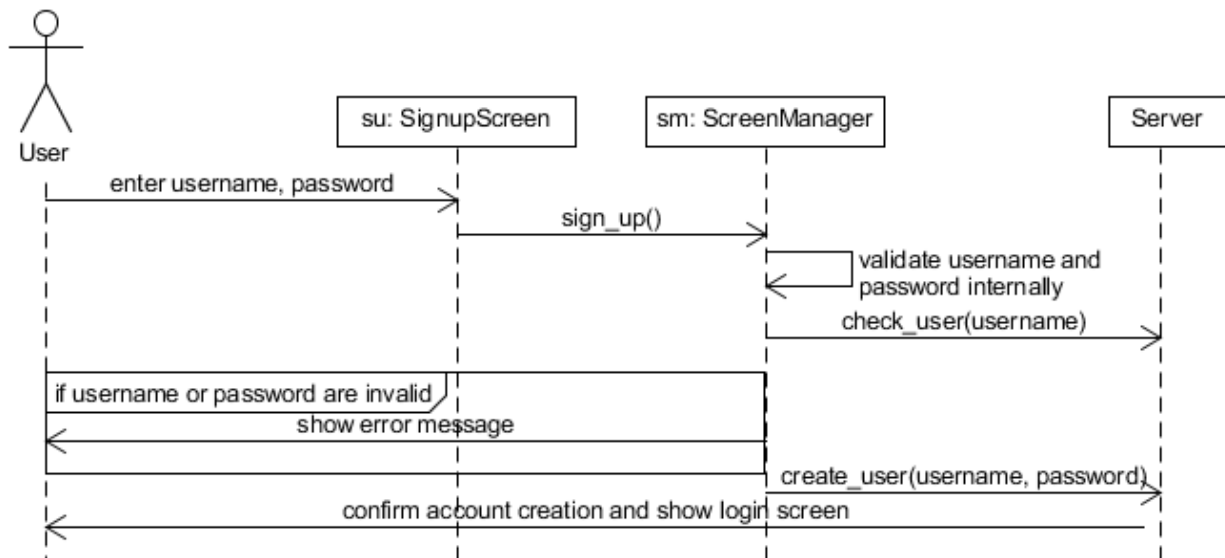 su: SignupScreen
sm: ScreenManager
Server
User
enter username, password
sign_up()
validate username and
password internally
check_user(username)
if username or password are invalid
show error message
create_user(username, password)
confirm account creation and show login screen